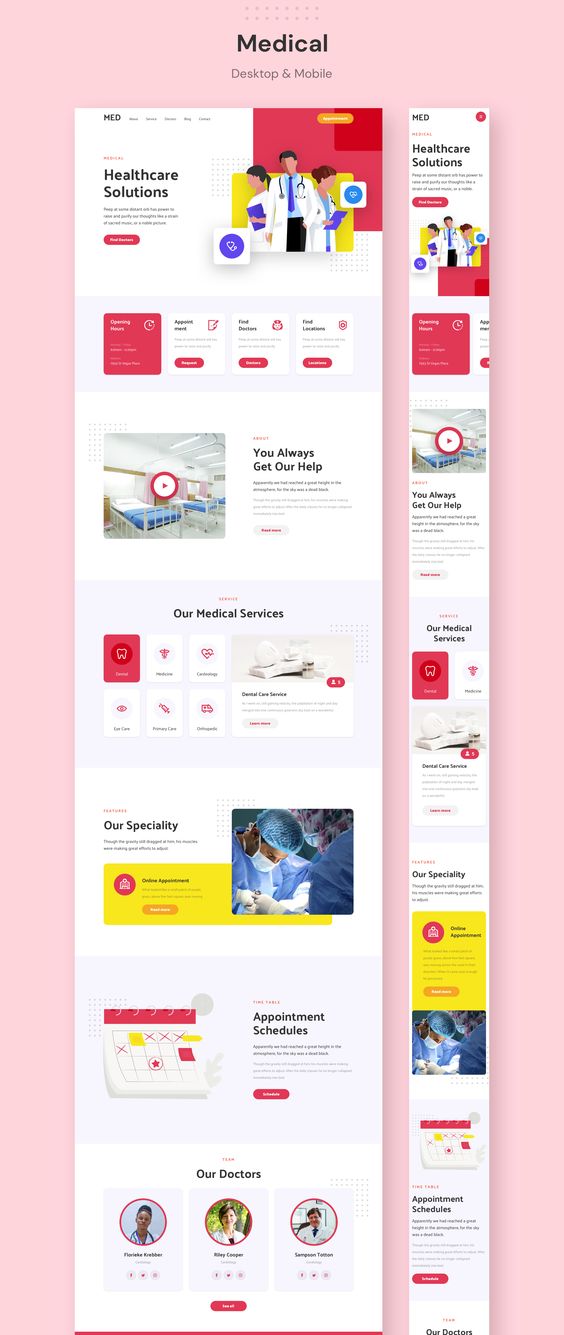 Medical
Desktop & Mobile
MED
About
Service
Doctors
Blog
Contact
Appointment
MEDICAL
Healthcare
Solutions
Peep at some distant orb has power to
raise and purify our thoughts like a strain
of sacred music, or a noble picture.
Find Doctors
Opening
Hours
Appoint
ment
Request
Find
Doctors
Doctors
Find
Locations
Locations
ABOUT
You Always
Get Our Help
Apparently we had reached a great height in the
atmosphere, for the sky was a dead black.
Read more
SERVICE
Our Medical Services
Dental
Medicine
Cardiology
Eye Care
Primary Care
Orthopedic
5
Dental Care Service
Learn more
FEATURES
Our Speciality
Though the gravity still dragged at him, his muscles
were making great efforts to adjust.
Online Appointment
Read more
TIME TABLE
Appointment
Schedules
Apparently we had reached a great height in the
atmosphere, for the sky was a dead black.
Schedule
TEAM
Our Doctors
Florieke Krebber
Cardiology
Riley Cooper
Cardiology
Sampson Totton
Cardiology
See all
MED
MEDICAL
Healthcare
Solutions
Peep at some distant orb has power to
raise and purify our thoughts like a
strain of sacred music, or a noble.
Find Doctors
Opening
Hours
ABOUT
You Always
Get Our Help
Apparently we had reached a great
height in the atmosphere, for the sky
was a dead black.
Read more
SERVICE
Our Medical
Services
Dental
Medicine
5
Dental Care Service
Learn more
FEATURES
Our Speciality
Though the gravity still dragged at him,
his muscles were making great efforts
to adjust.
Online
Appointment
Read more
TIME TABLE
Appointment
Schedules
Apparently we had reached a great
height in the atmosphere, for the sky
was a dead black.
Schedule
TEAM
Our Doctors